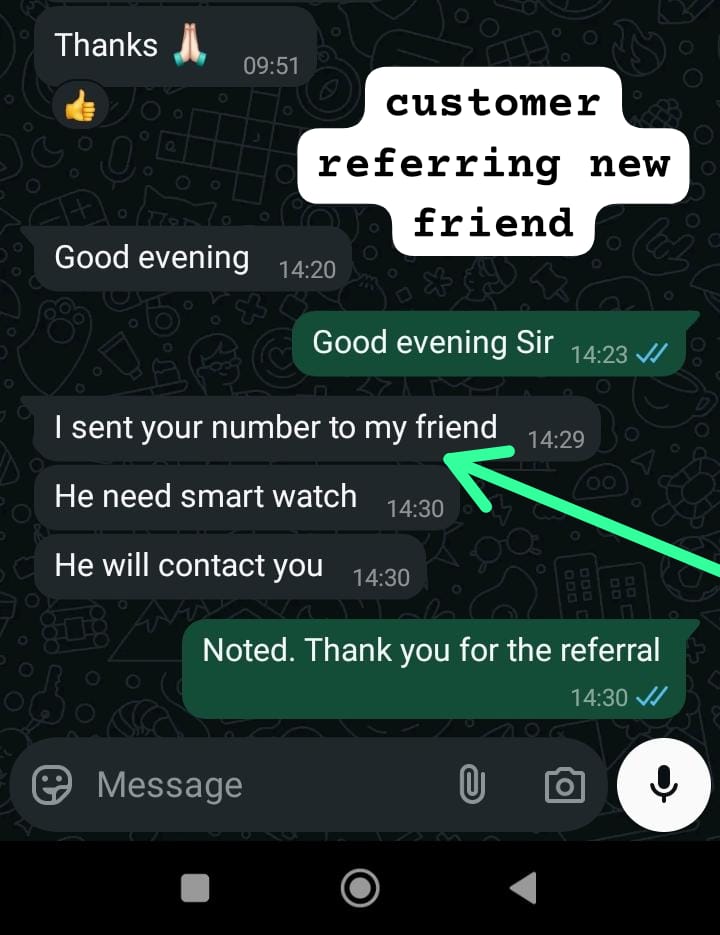 Thanks 🙏🏻
09:51
👍
customer
referring new
friend
Good evening 14:20
Good evening Sir 14:23
I sent your number to my friend 14:29
He need smart watch 14:30
He will contact you 14:30
Noted. Thank you for the referral
14:30
Message